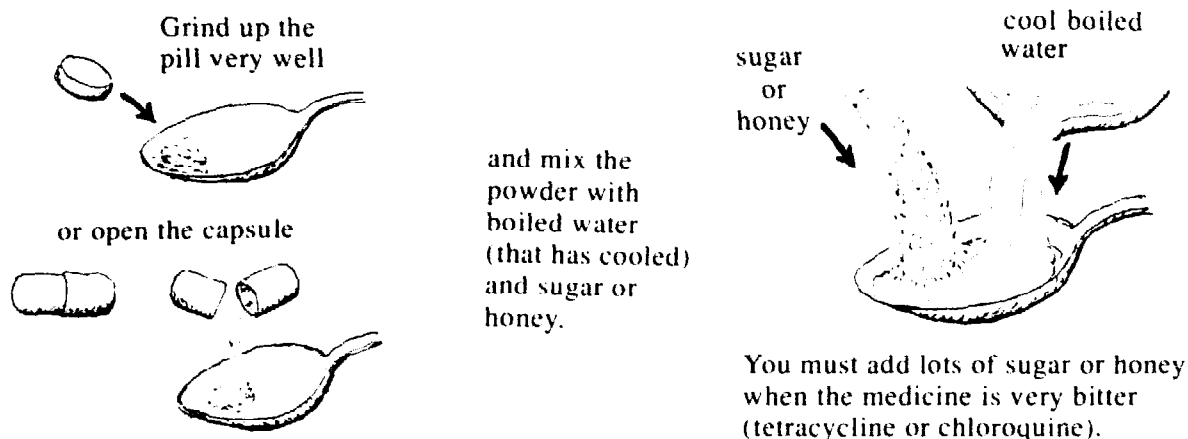 Grind up the
pill very well
or open the capsule
and mix the
powder with
boiled water
(that has cooled)
and sugar or
honey.
sugar
or
honey
cool boiled
water
You must add lots of sugar or honey
when the medicine is very bitter
(tetracycline or chloroquine).